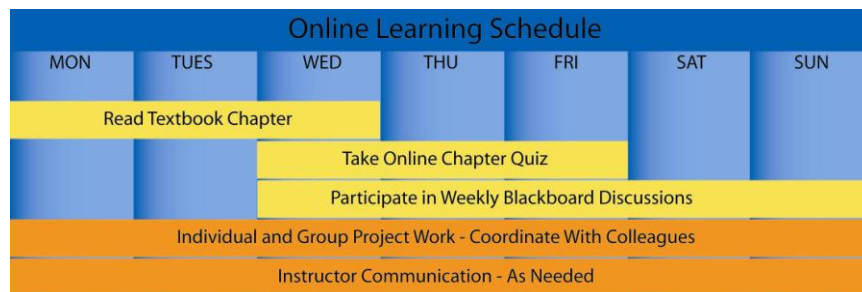 Online Learning Schedule
MON TUES WED THU FRI SAT SUN
Read Textbook Chapter
Take Online Chapter Quiz
Participate in Weekly Blackboard Discussions
Individual and Group Project Work - Coordinate With Colleagues
Instructor Communication - As Needed